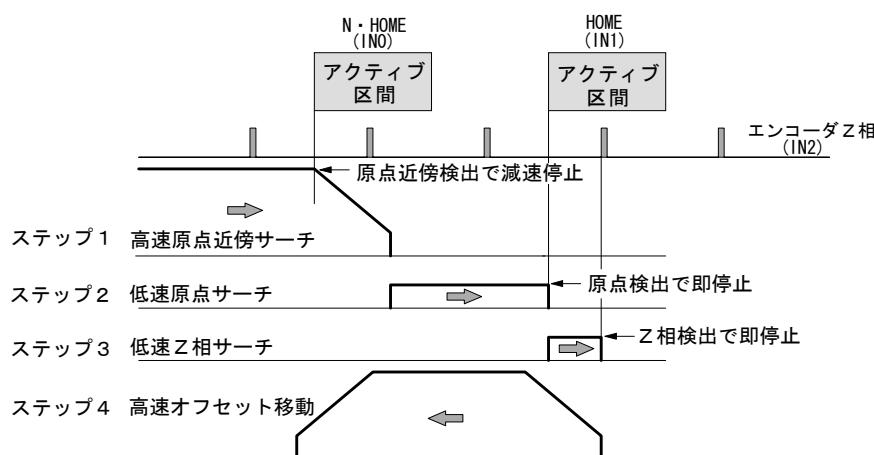 N・HOME
(IN0)
HOME
(IN1)
アクティブ
区間
アクティブ
区間
エンコーダZ相
(IN2)
原点近傍検出で減速停止
ステップ1 高速原点近傍サーチ
原点検出で即停止
ステップ2 低速原点サーチ
Z相検出で即停止
ステップ3 低速Z相サーチ
ステップ4 高速オフセット移動